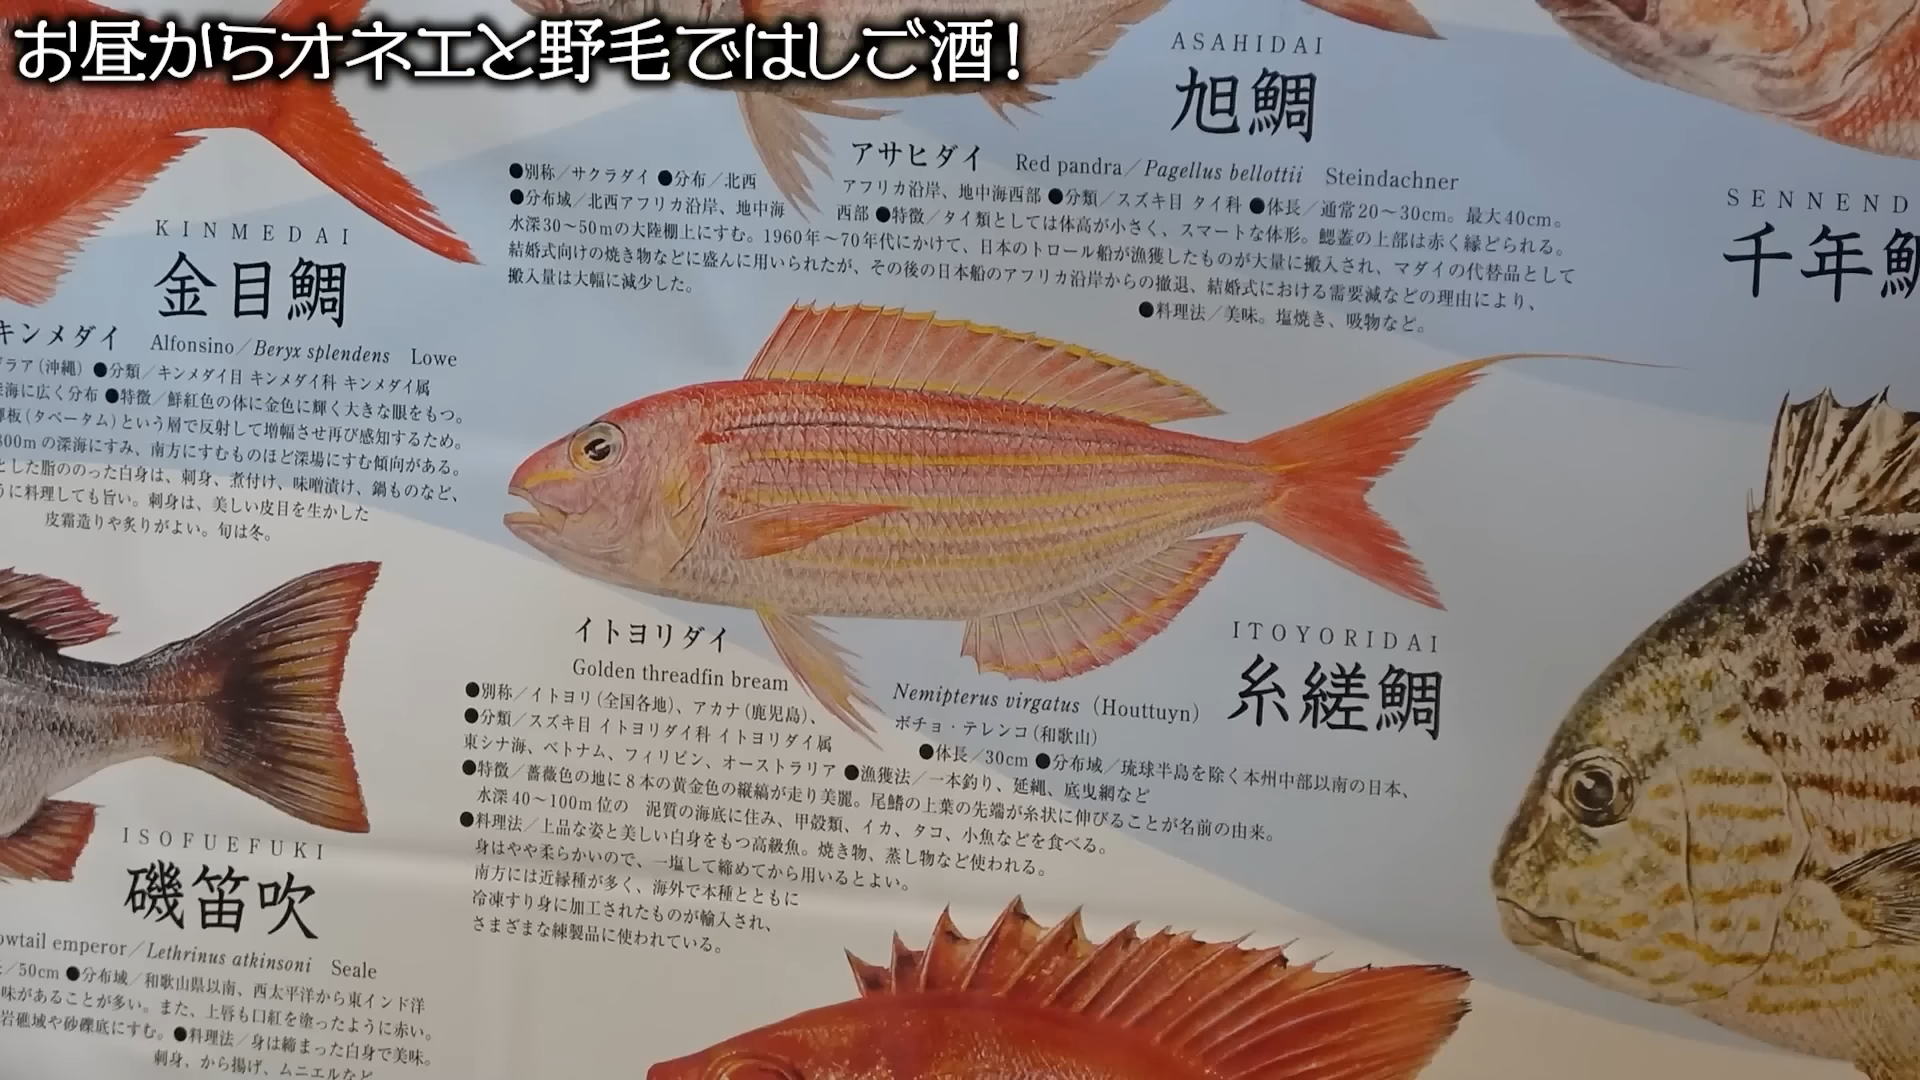 お昼からオネエと野毛ではしご酒！
ASAHIDAI
旭鯛
アサヒダイ Red pandra／Pagellus bellottii Steindachner
●別称／サクラダイ ●分布／北西アフリカ沿岸、地中海西部 ●分類／スズキ目 タイ科 ●体長／通常20～30cm。最大40cm。
●分布域／北西アフリカ沿岸、地中海西部 ●特徴／タイ類としては体高が小さく、スマートな体形。鰓蓋の上部は赤く縁どられる。
水深30～50mの大陸棚上にすむ。1960年～70年代にかけて、日本のトロール船が漁獲したものが大量に搬入され、マダイの代替品として
結婚式向けの焼き物などに盛んに用いられたが、その後の日本船のアフリカ沿岸からの撤退、結婚式における需要減などの理由により、
搬入量は大幅に減少した。
●料理法／美味。塩焼き、吸物など。
SENNEND
千年
KINMEDAI
金目鯛
キンメダイ Alfonsino／Beryx splendens Lowe
ラア（沖縄） ●分類／キンメダイ目 キンメダイ科 キンメダイ属
海に広く分布 ●特徴／鮮紅色の体に金色に輝く大きな眼をもつ。
板（タペータム）という層で反射して増幅させ再び感知するため。
800mの深海にすみ、南方にすむものほど深場にすむ傾向がある。
とした脂ののった白身は、刺身、煮付け、味噌漬け、鍋ものなど、
うに料理しても旨い。刺身は、美しい皮目を生かした
皮霜造りや炙りがよい。旬は冬。
ITOYORIDAI
糸縒鯛
イトヨリダイ
Golden threadfin bream
Nemipterus virgatus（Houttuyn）
●別称／イトヨリ（全国各地）、アカナ（鹿児島）、ボチョ・テレンコ（和歌山）
●分類／スズキ目 イトヨリダイ科 イトヨリダイ属 ●体長／30cm ●分布域／琉球半島を除く本州中部以南の日本、
東シナ海、ベトナム、フィリピン、オーストラリア ●漁獲法／一本釣り、延縄、底曳網など
●特徴／薔薇色の地に8本の黄金色の縦縞が走り美麗。尾鰭の上葉の先端が糸状に伸びることが名前の由来。
水深40～100m位の 泥質の海底に住み、甲殻類、イカ、タコ、小魚などを食べる。
●料理法／上品な姿と美しい白身をもつ高級魚。焼き物、蒸し物など使われる。
身はやや柔らかいので、一塩して締めてから用いるとよい。
南方には近縁種が多く、海外で本種とともに
冷凍すり身に加工されたものが輸入され、
さまざまな練製品に使われている。
ISOFUEFUKI
磯笛吹
owtail emperor／Lethrinus atkinsoni Seale
／50cm ●分布域／和歌山県以南、西太平洋から東インド洋
味があることが多い。また、上唇も口紅を塗ったように赤い。
岩礁域や砂礫底にすむ。●料理法／身は締まった白身で美味。
刺身、から揚げ、ムニエルなど